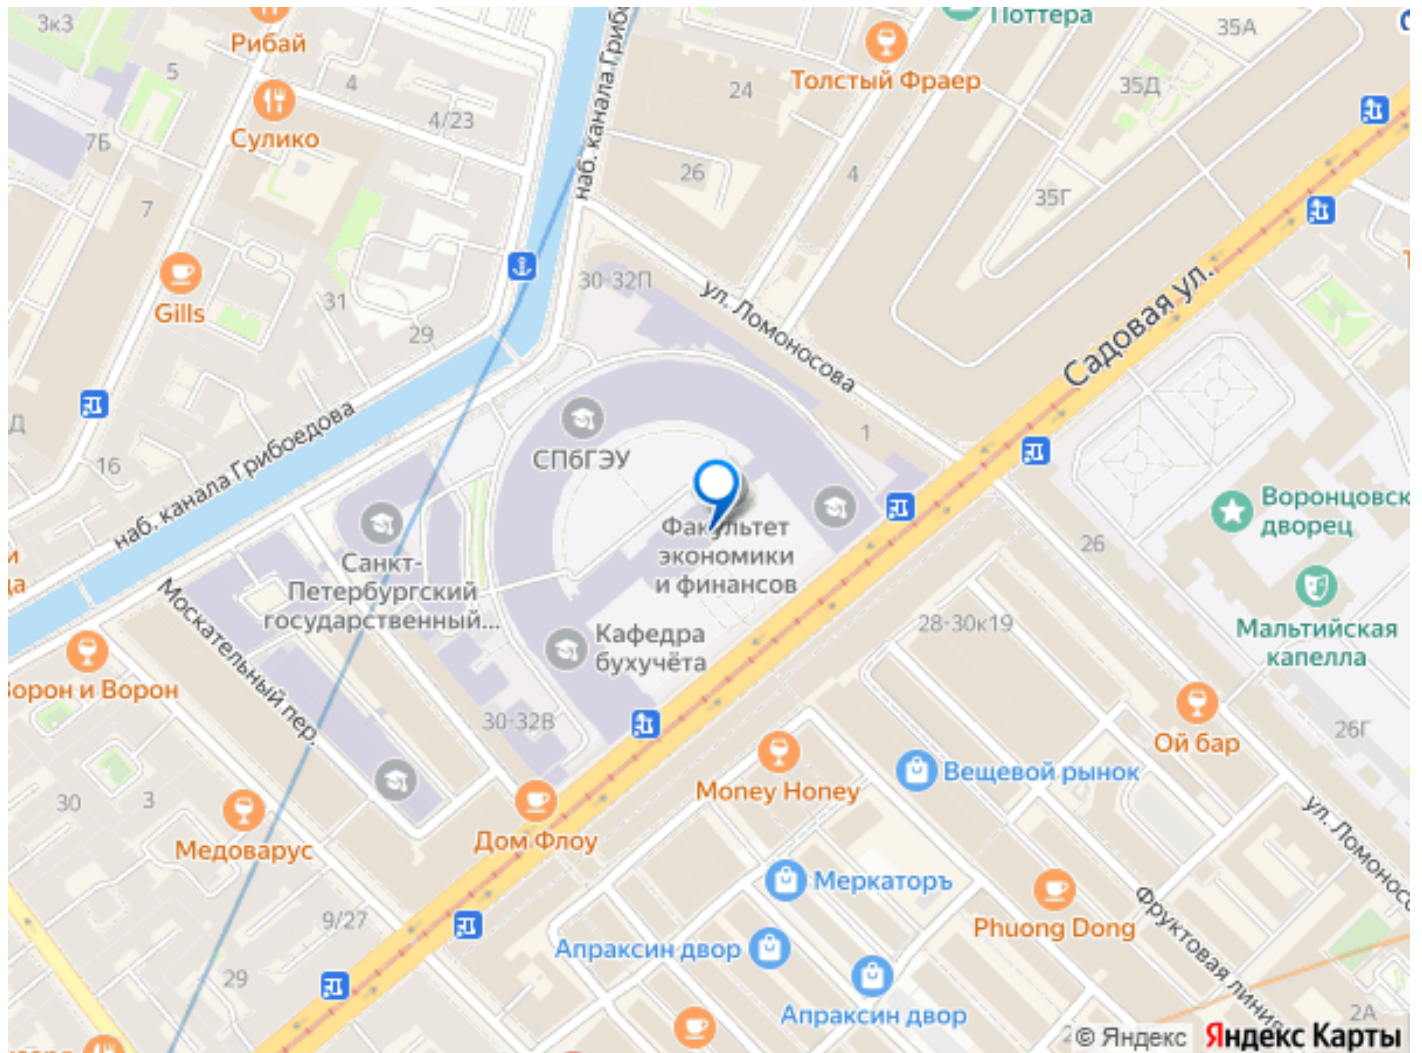 3к3
Рибай
5
4
Сулико
4/23
7Б
7
наб. канала Грибо
Поттера
Толстый Фраер
24
26
4
35А
35Д
35Г
Gills
31
29
30-32П
ул. Ломоносова
Садовая ул.
Д
16
наб. канала Грибоедова
СПбГЭУ
1
Факультет
экономики
и финансов
Санкт-
Петербургский
государственный...
Кафедра
бухучёта
Воронцовск
дворец
26
28-30к19
Мальтийская
капелла
и
да
Москательный пер.
Ворон и Ворон
30-32В
26Г
Ой бар
Вещевой рынок
Money Honey
30
3
Медоварус
Дом Флоу
ул. Ломоносо
Меркаторъ
Phuong Dong
Фруктовая линия
9/27
Апраксин двор
29
Апраксин двор
2А
© Яндекс
Яндекс Карты